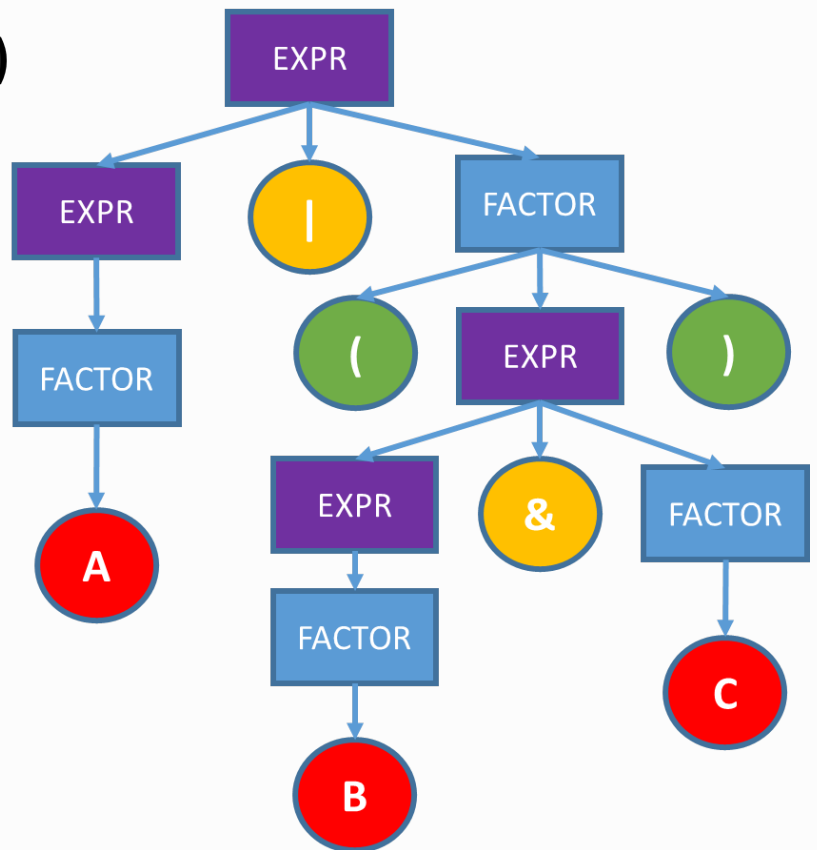 )
EXPR
EXPR
|
FACTOR
(
EXPR
)
FACTOR
EXPR
&
FACTOR
A
FACTOR
C
B